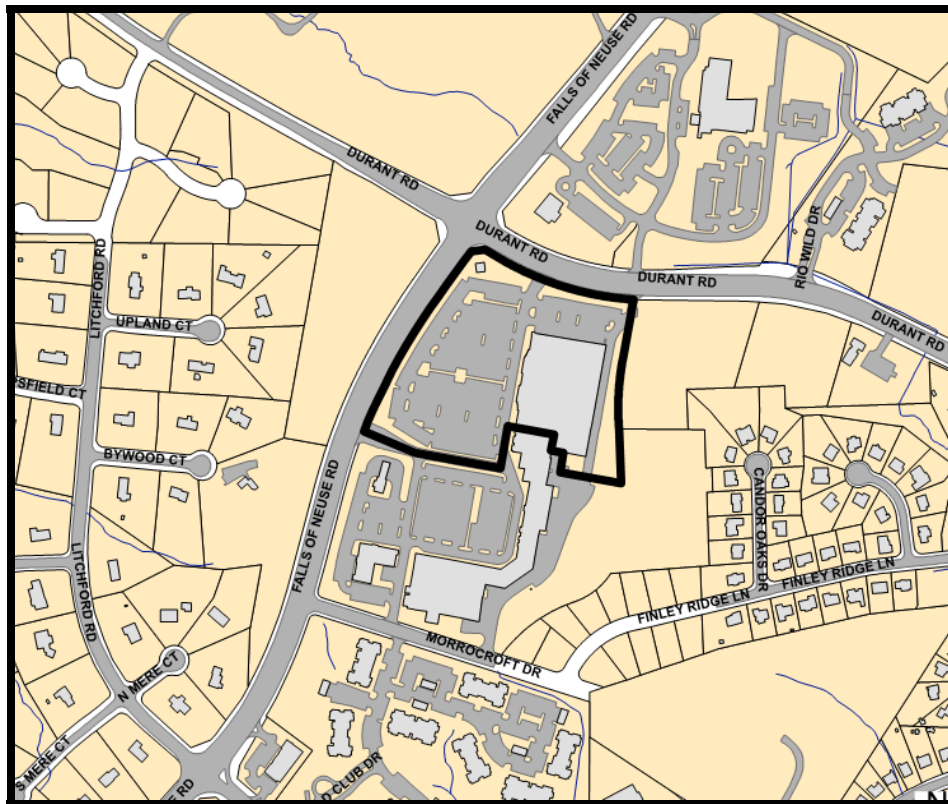 FALLS OF NEUSE RD
DURANT RD
DURANT RD
DURANT RD
RIO WILD DR
DURANT RD
LITCHFORD RD
UPLAND CT
RSFIELD CT
BYWOOD CT
FALLS OF NEUSE RD
CANDOR OAKS DR
FINLEY RIDGE LN
FINLEY RIDGE LN
LITCHFORD RD
MORROCROFT DR
N MERE CT
S MERE CT
D CLUB DR
E RD